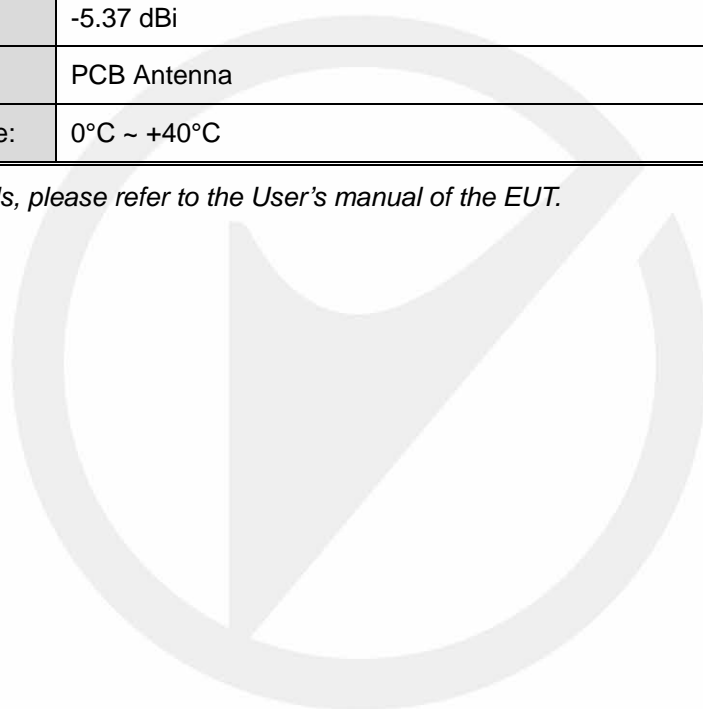 -5.37 dBi
PCB Antenna
e: 0°C ~ +40°C
s, please refer to the User's manual of the EUT.